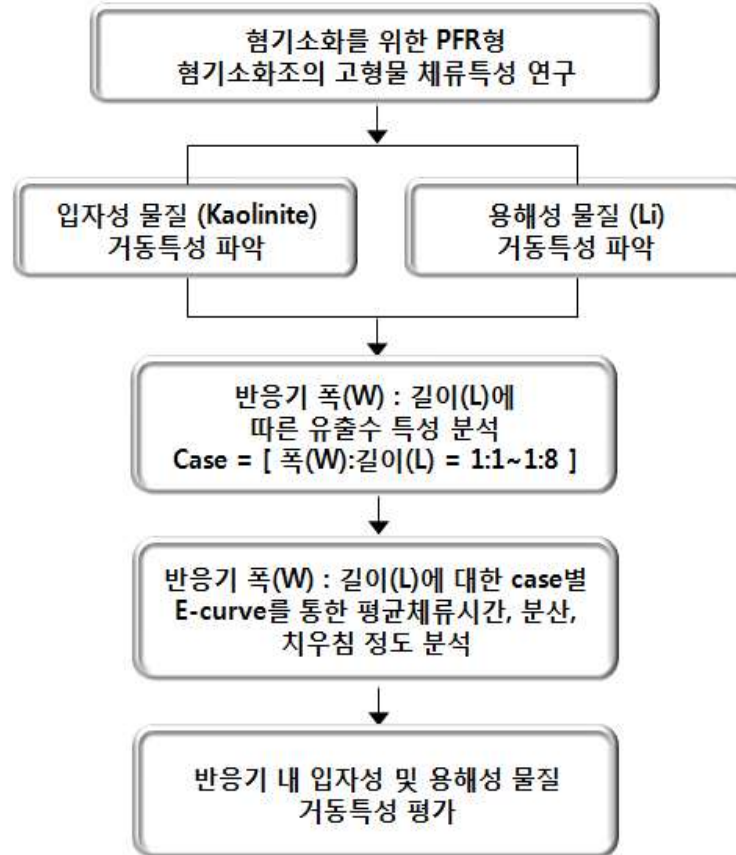 혐기소화를 위한 PFR형
혐기소화조의 고형물 체류특성 연구
입자성 물질 (Kaolinite)
거동특성 파악
용해성 물질 (Li)
거동특성 파악
반응기 폭(W) : 길이(L)에
따른 유출수 특성 분석
Case = [ 폭(W):길이(L) = 1:1~1:8 ]
반응기 폭(W) : 길이(L)에 대한 case별
E-curve를 통한 평균체류시간, 분산,
치우침 정도 분석
반응기 내 입자성 및 용해성 물질
거동특성 평가